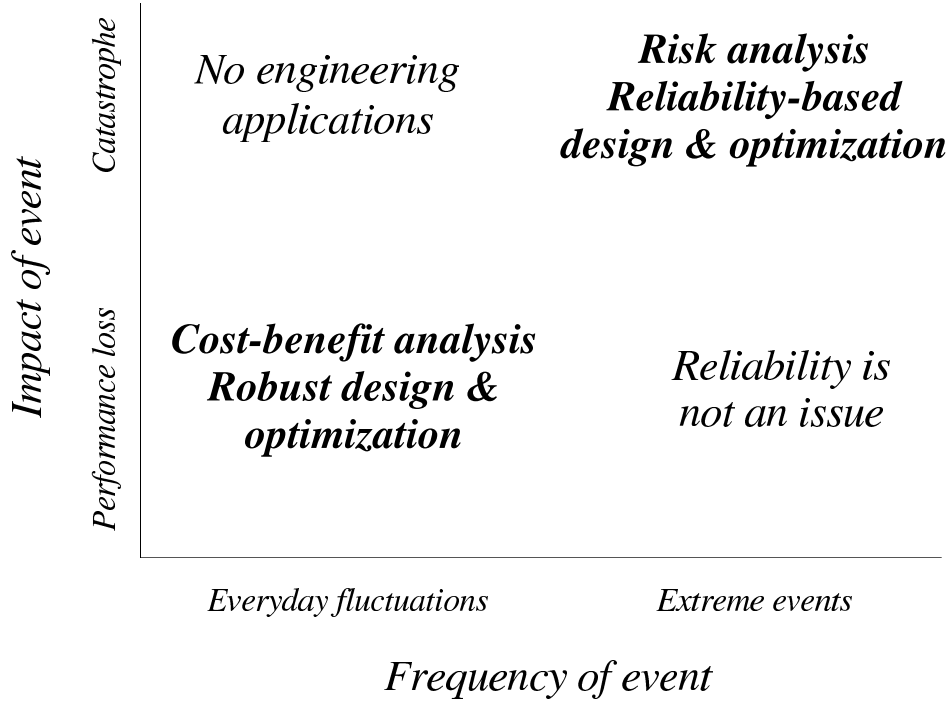 Impact of event
Catastrophe
Performance loss
No engineering
applications
Risk analysis
Reliability-based
design & optimization
Cost-benefit analysis
Robust design &
optimization
Reliability is
not an issue
Everyday fluctuations
Extreme events
Frequency of event